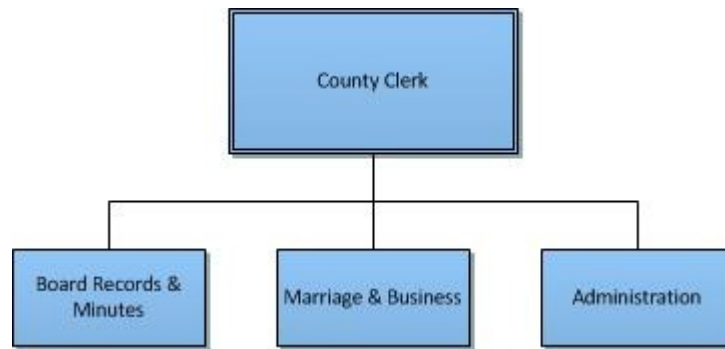 County Clerk
Board Records &
Minutes
Marriage & Business
Administration